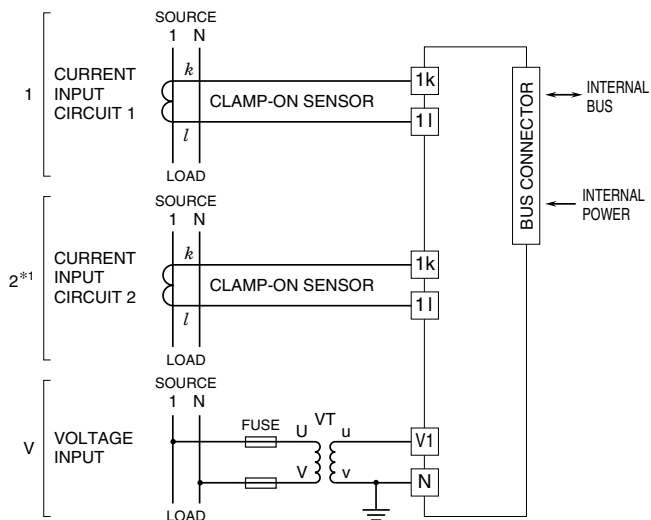 SOURCE
1 N
1
CURRENT
INPUT
CIRCUIT 1
k
CLAMP-ON SENSOR
l
LOAD
1k
1l
BUS CONNECTOR
INTERNAL
BUS
INTERNAL
POWER
SOURCE
1 N
2*1
CURRENT
INPUT
CIRCUIT 2
k
CLAMP-ON SENSOR
l
LOAD
1k
1l
SOURCE
1 N
V
VOLTAGE
INPUT
FUSE
VT
U u
V v
V1
N
LOAD